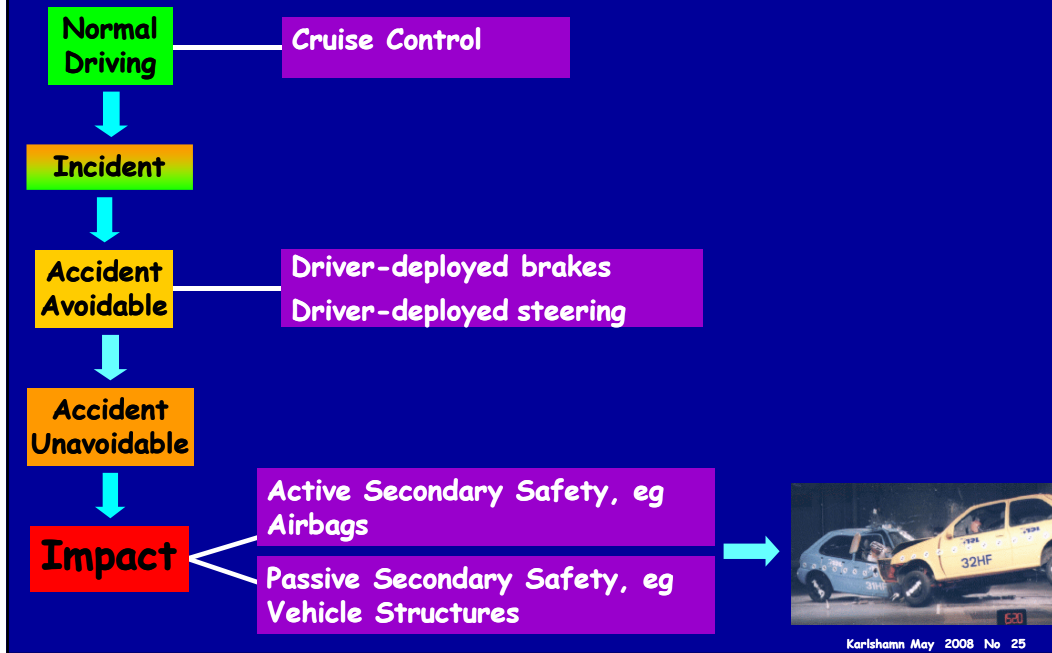 Normal
Driving
Cruise Control
Incident
Accident
Avoidable
Driver-deployed brakes
Driver-deployed steering
Accident
Unavoidable
Impact
Active Secondary Safety, eg
Airbags
Passive Secondary Safety, eg
Vehicle Structures
32HF
Karlshamn May 2008 No 25